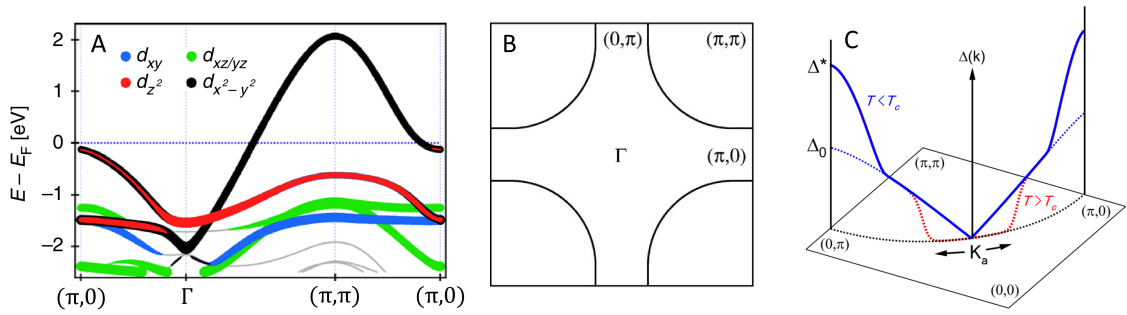 A
d_xy
d_xz/yz
d_z²
d_x²−y²
E − E_F [eV]
2
1
0
−1
−2
(π,0)
Γ
(π,π)
(π,0)
B
(0,π)
(π,π)
Γ
(π,0)
C
Δ(k)
Δ*
T<T_c
Δ₀
(π,π)
T>T_c
(π,0)
(0,π)
K_a
(0,0)